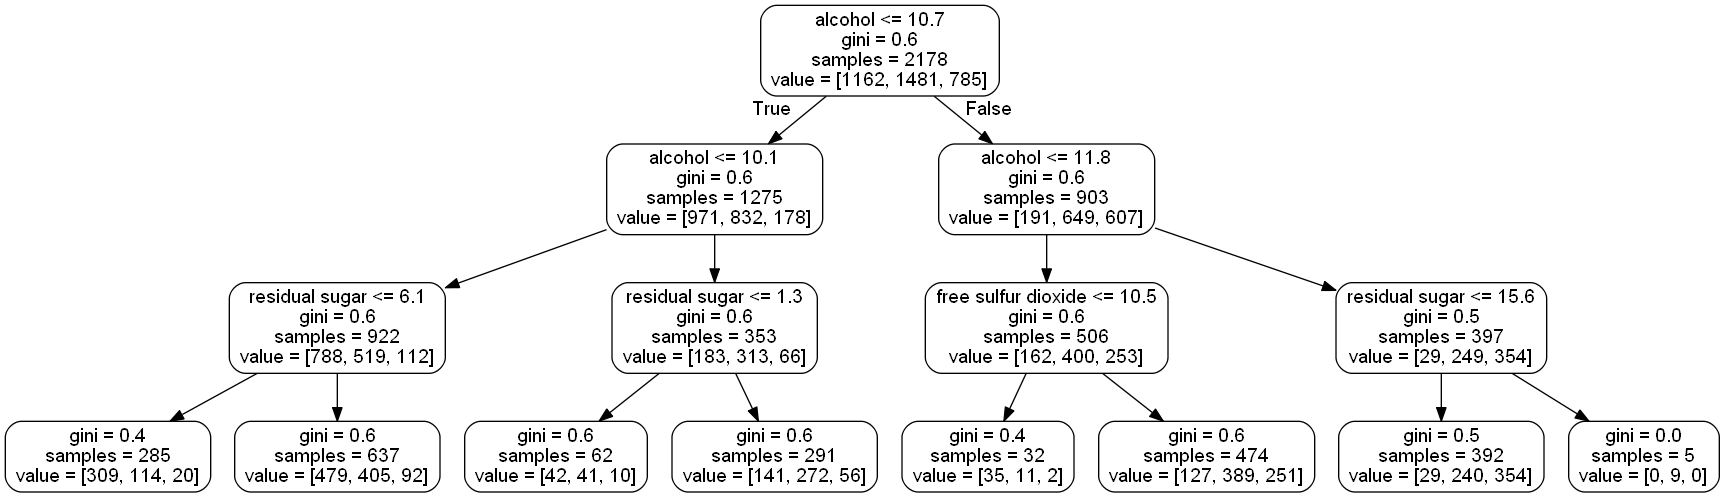 alcohol <= 10.7
gini = 0.6
samples = 2178
value = [1162, 1481, 785]
True
False
alcohol <= 10.1
gini = 0.6
samples = 1275
value = [971, 832, 178]
alcohol <= 11.8
gini = 0.6
samples = 903
value = [191, 649, 607]
residual sugar <= 6.1
gini = 0.6
samples = 922
value = [788, 519, 112]
residual sugar <= 1.3
gini = 0.6
samples = 353
value = [183, 313, 66]
free sulfur dioxide <= 10.5
gini = 0.6
samples = 506
value = [162, 400, 253]
residual sugar <= 15.6
gini = 0.5
samples = 397
value = [29, 249, 354]
gini = 0.4
samples = 285
value = [309, 114, 20]
gini = 0.6
samples = 637
value = [479, 405, 92]
gini = 0.6
samples = 62
value = [42, 41, 10]
gini = 0.6
samples = 291
value = [141, 272, 56]
gini = 0.4
samples = 32
value = [35, 11, 2]
gini = 0.6
samples = 474
value = [127, 389, 251]
gini = 0.5
samples = 392
value = [29, 240, 354]
gini = 0.0
samples = 5
value = [0, 9, 0]